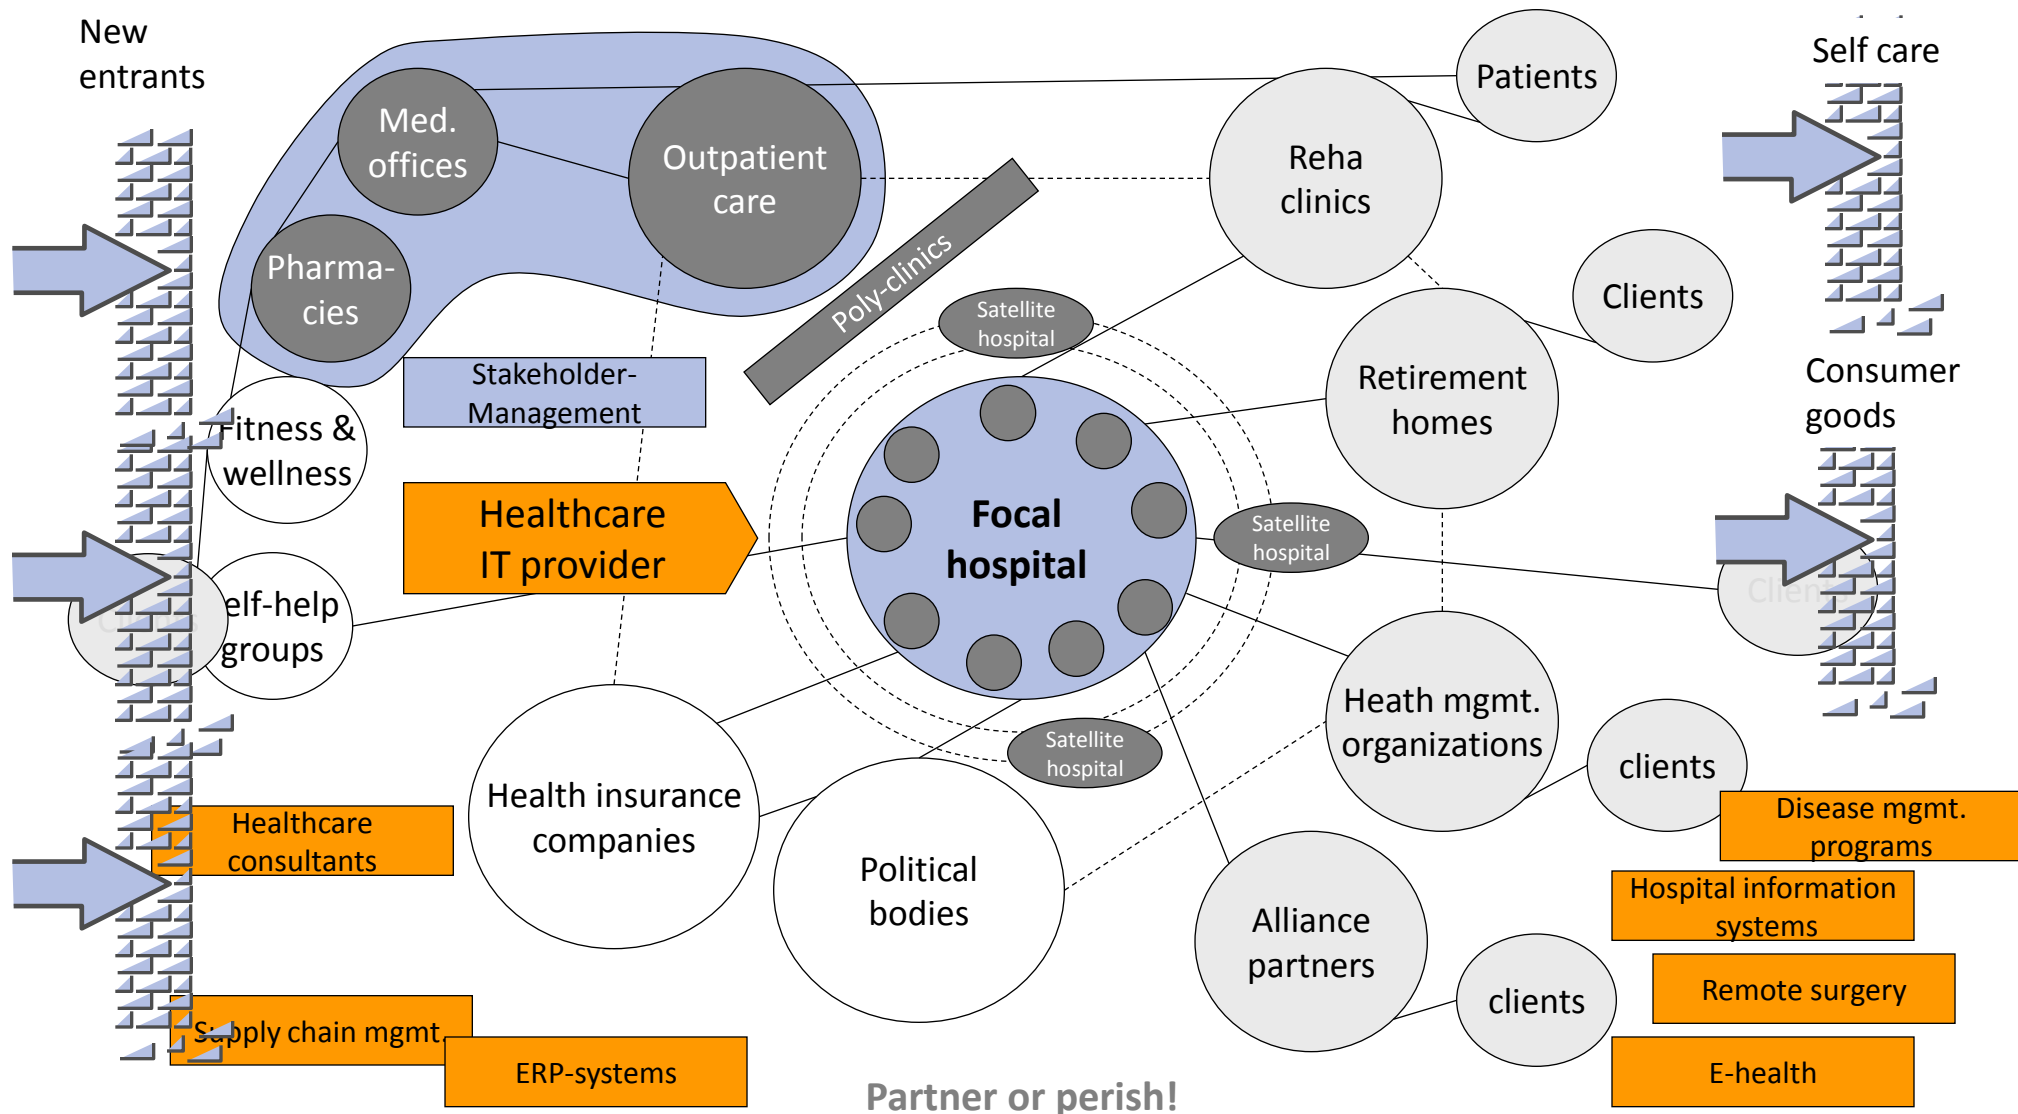 New
entrants
Med.
offices
Outpatient
care
Pharma-
cies
Poly-clinics
Reha
clinics
Patients
Self care
Clients
Satellite
hospital
Stakeholder-
Management
Retirement
homes
Consumer
goods
Fitness &
wellness
Healthcare
IT provider
Focal
hospital
Satellite
hospital
Clients
Clients
elf-help
groups
Satellite
hospital
Heath mgmt.
organizations
clients
Health insurance
companies
Political
bodies
Alliance
partners
clients
Healthcare
consultants
Disease mgmt.
programs
Hospital information
systems
Remote surgery
E-health
Supply chain mgmt.
ERP-systems
Partner or perish!